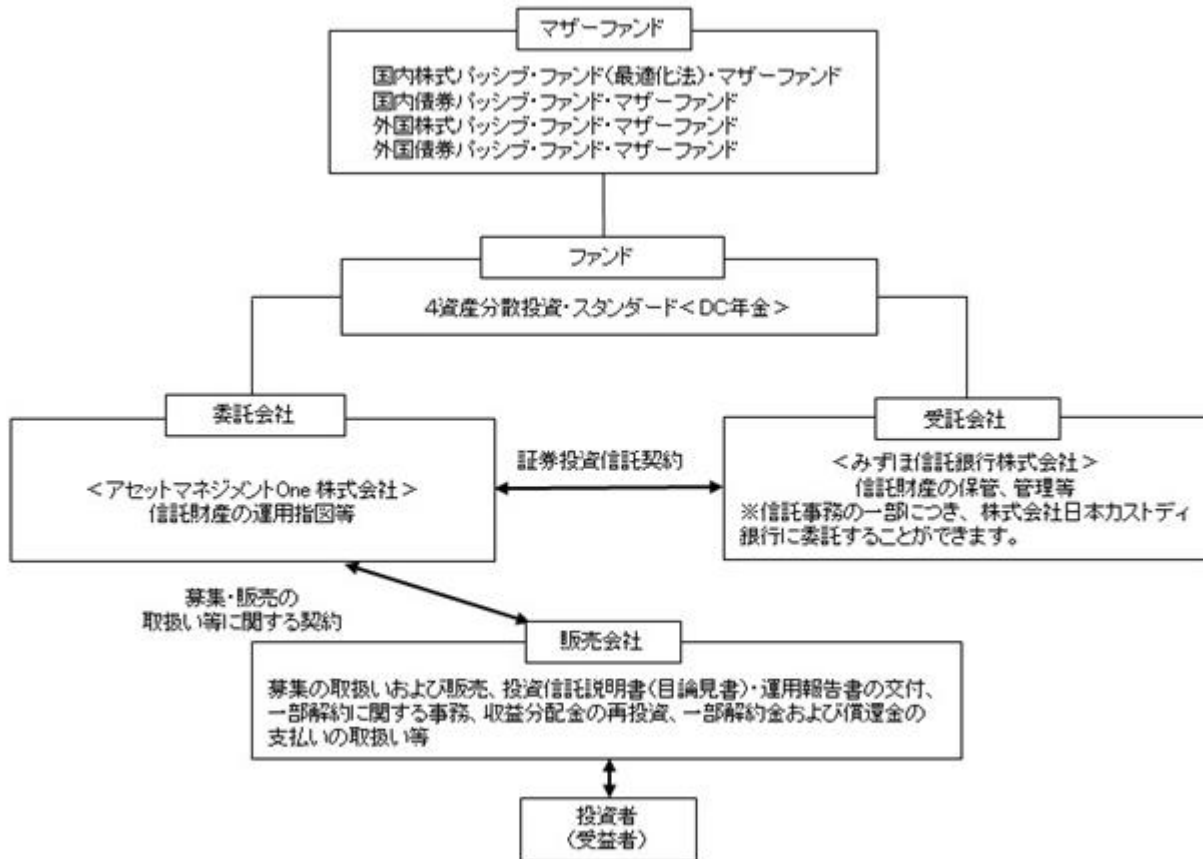 マザーファンド
国内株式パッシブ・ファンド(最適化法)・マザーファンド
国内債券パッシブ・ファンド・マザーファンド
外国株式パッシブ・ファンド・マザーファンド
外国債券パッシブ・ファンド・マザーファンド
ファンド
4資産分散投資・スタンダード<DC年金>
委託会社
<アセットマネジメントOne 株式会社>
信託財産の運用指図等
証券投資信託契約
受託会社
<みずほ信託銀行株式会社>
信託財産の保管、管理等
※信託事務の一部につき、株式会社日本カストディ
銀行に委託することができます。
募集・販売の
取扱い等に関する契約
販売会社
募集の取扱いおよび販売、投資信託説明書(目論見書)・運用報告書の交付、
一部解約に関する事務、収益分配金の再投資、一部解約金および償還金の
支払いの取扱い等
投資者
(受益者)